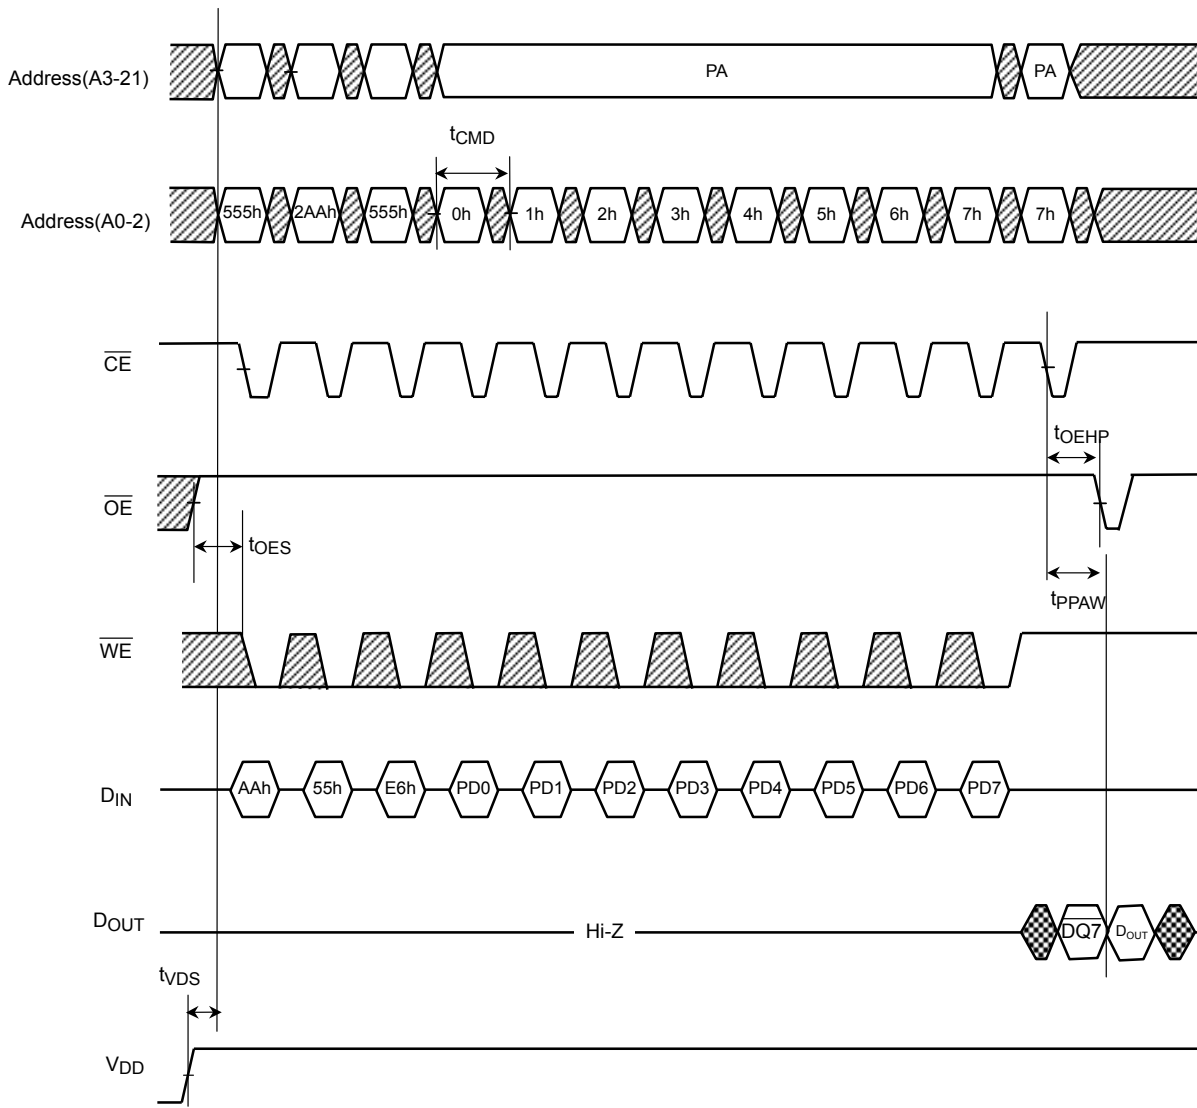 Address(A3-21) PA PA
tCMD
Address(A0-2) 555h 2AAh 555h 0h 1h 2h 3h 4h 5h 6h 7h 7h
CE
tOEHP
OE
tOES
tPPAW
WE
DIN AAh 55h E6h PD0 PD1 PD2 PD3 PD4 PD5 PD6 PD7
DOUT Hi-Z DQ7 DOUT
tVDS
VDD